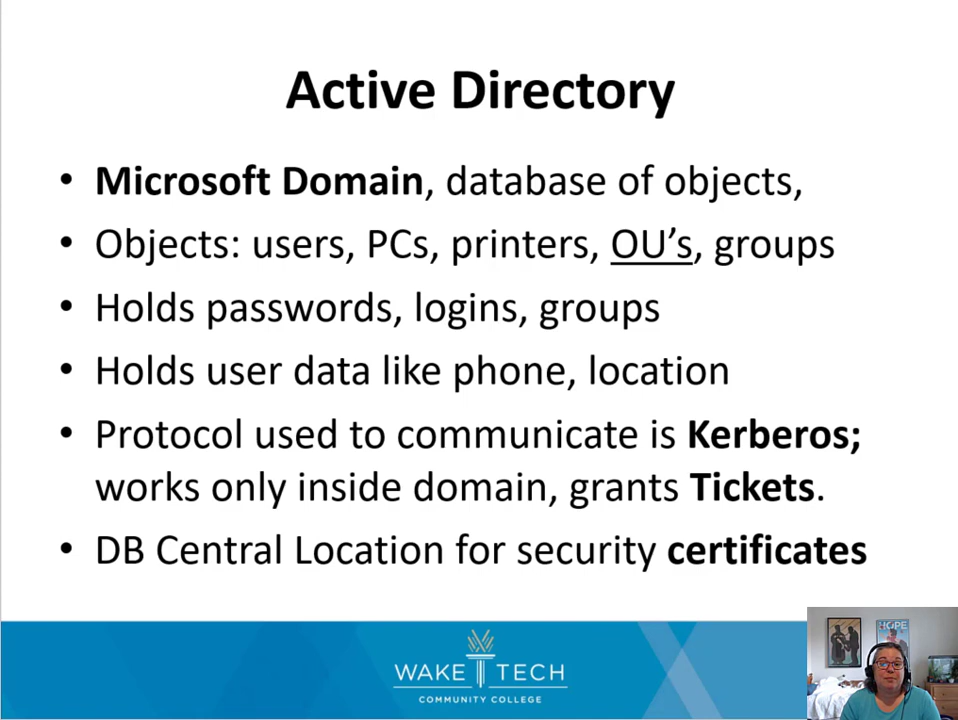 Active Directory
• Microsoft Domain, database of objects,
• Objects: users, PCs, printers, OU’s, groups
• Holds passwords, logins, groups
• Holds user data like phone, location
• Protocol used to communicate is Kerberos;
works only inside domain, grants Tickets.
• DB Central Location for security certificates
HOPE
WAKE TECH
COMMUNITY COLLEGE